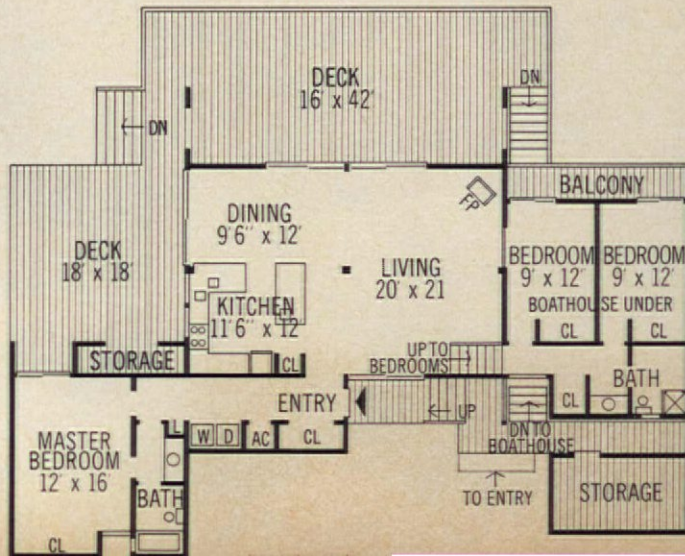 DECK
16' x 42'
DN
DN
BALCONY
DINING
9'6'' x 12'
FP
DECK
18' x 18'
LIVING
20' x 21
BEDROOM
9' x 12'
BEDROOM
9' x 12'
BOATHOUSE UNDER
KITCHEN
11'6'' x 12'
CL
CL
CL
STORAGE
UP TO
BEDROOMS
BATH
CL
ENTRY
UP
DN TO
BOATHOUSE
L
W
D
AC
CL
MASTER
BEDROOM
12' x 16'
BATH
CL
TO ENTRY
STORAGE